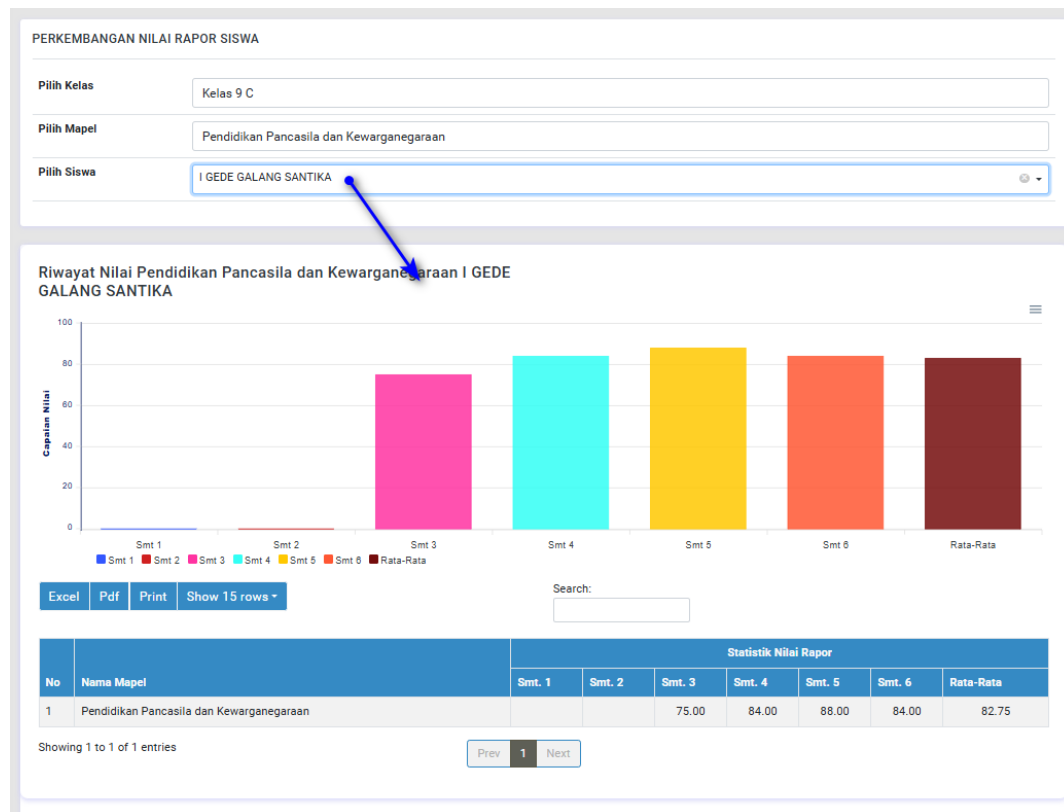 PERKEMBANGAN NILAI RAPOR SISWA
Pilih Kelas
Kelas 9 C
Pilih Mapel
Pendidikan Pancasila dan Kewarganegaraan
Pilih Siswa
I GEDE GALANG SANTIKA
Riwayat Nilai Pendidikan Pancasila dan Kewarganegaraan I GEDE
GALANG SANTIKA
Capaian Nilai
100
80
60
40
20
0
Smt 1 Smt 2 Smt 3 Smt 4 Smt 5 Smt 6 Rata-Rata
Smt 1 Smt 2 Smt 3 Smt 4 Smt 5 Smt 6 Rata-Rata
Excel Pdf Print Show 15 rows
Search:
Statistik Nilai Rapor
No Nama Mapel Smt. 1 Smt. 2 Smt. 3 Smt. 4 Smt. 5 Smt. 6 Rata-Rata
1 Pendidikan Pancasila dan Kewarganegaraan 75.00 84.00 88.00 84.00 82.75
Showing 1 to 1 of 1 entries
Prev 1 Next